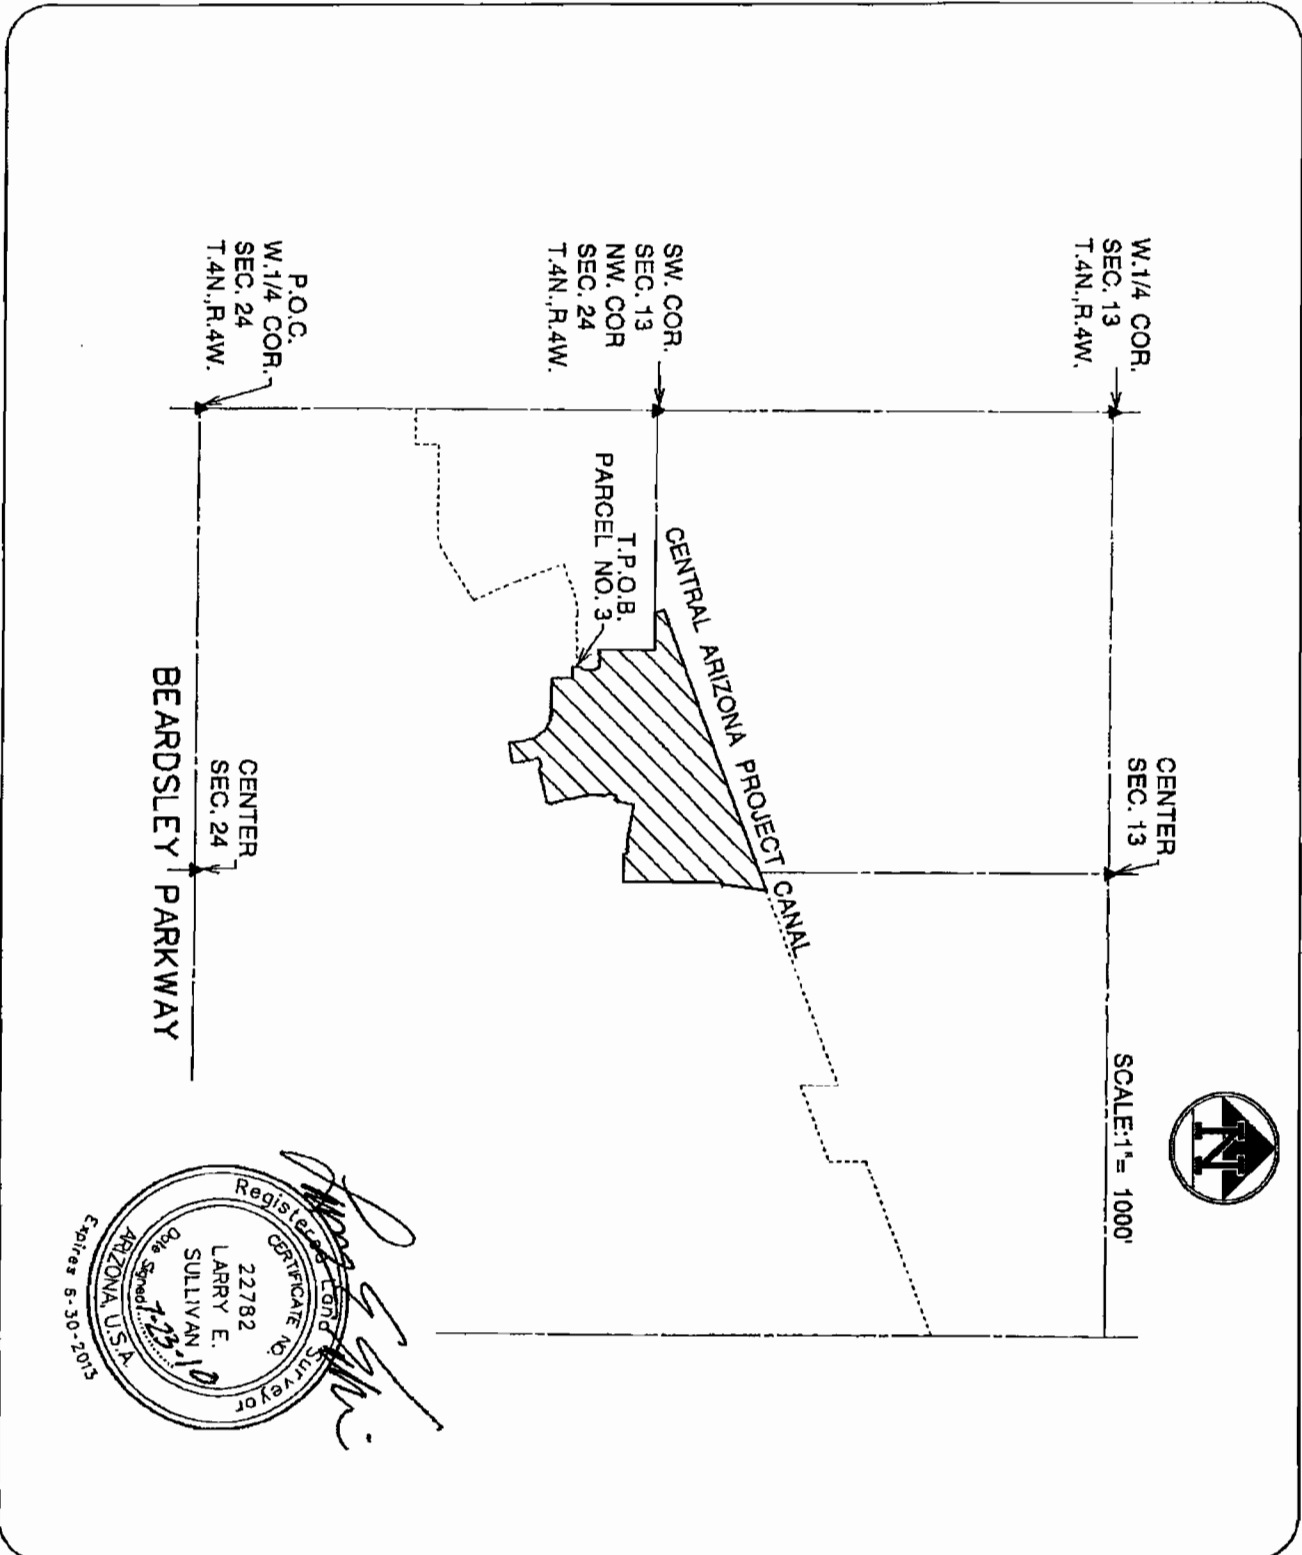 W.1/4 COR.
SEC. 13
T.4N.,R.4W.
CENTER
SEC. 13
SCALE:1"= 1000'
N
SW. COR.
SEC. 13
NW. COR
SEC. 24
T.4N.,R.4W.
CENTRAL ARIZONA PROJECT CANAL
T.P.O.B.
PARCEL NO. 3
P.O.C.
W.1/4 COR.
SEC. 24
T.4N.,R.4W.
CENTER
SEC. 24
BEARDSLEY PARKWAY
Registered Land Surveyor
CERTIFICATE NO.
22782
LARRY E.
SULLIVAN
Date Signed 7-23-10
ARIZONA, U.S.A.
Expires 6-30-2013